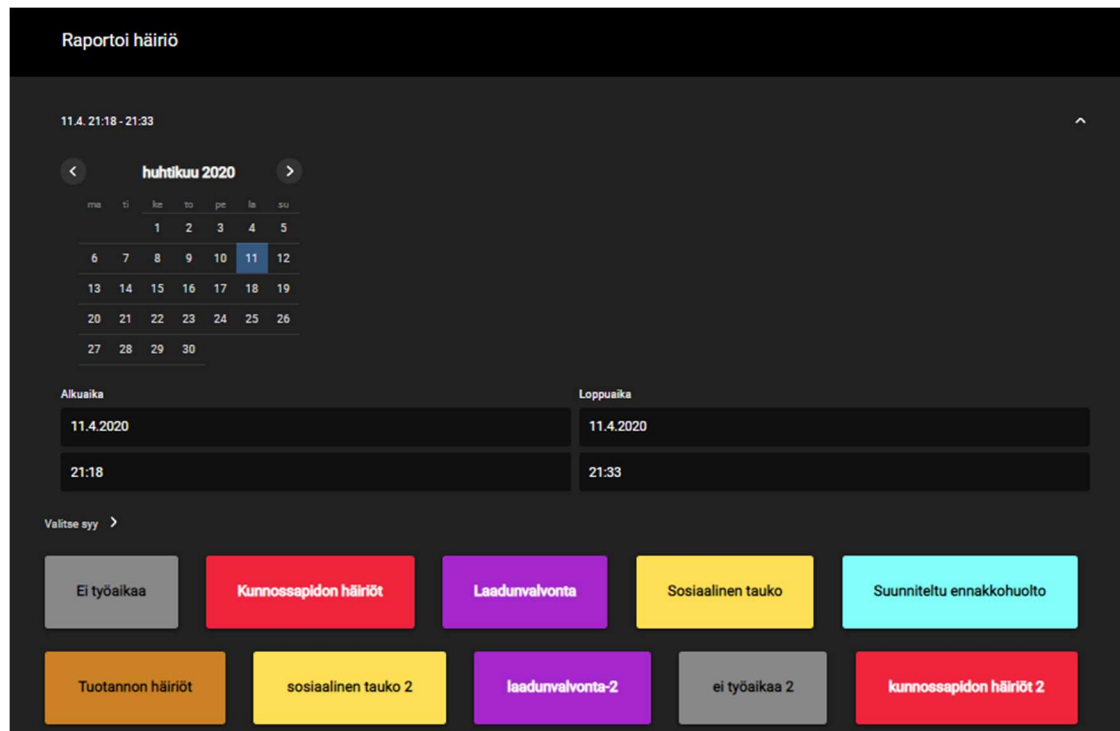 Raportoi häiriö
11.4. 21:18 - 21:33
huhtikuu 2020
ma ti ke to pe la su
1 2 3 4 5
6 7 8 9 10 11 12
13 14 15 16 17 18 19
20 21 22 23 24 25 26
27 28 29 30
Alkuaika Loppuaika
11.4.2020 11.4.2020
21:18 21:33
Valitse syy
Ei työaikaa Kunnossapidon häiriöt Laadunvalvonta Sosiaalinen tauko Suunniteltu ennakkohuolto
Tuotannon häiriöt sosiaalinen tauko 2 laadunvalvonta-2 ei työaikaa 2 kunnossapidon häiriöt 2